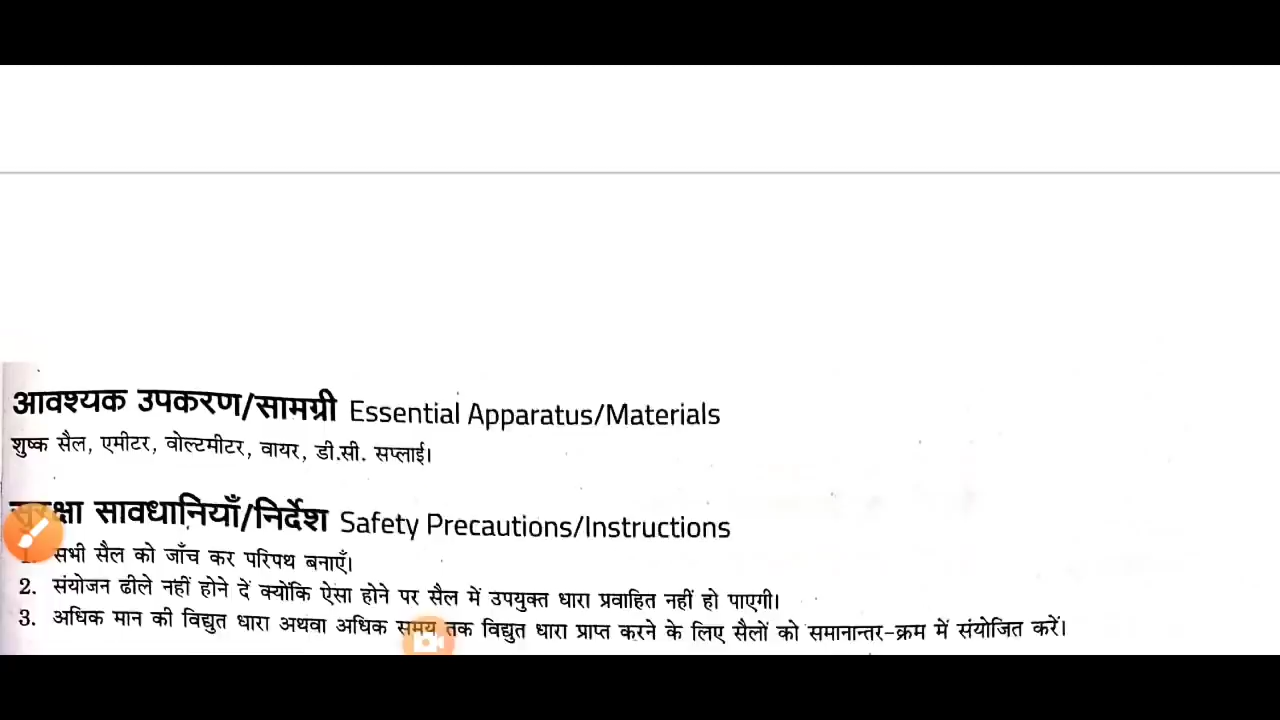 आवश्यक उपकरण/सामग्री Essential Apparatus/Materials
शुष्क सैल, एमीटर, वोल्टमीटर, वायर, डी.सी. सप्लाई।
सुरक्षा सावधानियाँ/निर्देश Safety Precautions/Instructions
1. सभी सैल को जाँच कर परिपथ बनाएँ।
2. संयोजन ढीले नहीं होने दें क्योंकि ऐसा होने पर सैल में उपयुक्त धारा प्रवाहित नहीं हो पाएगी।
3. अधिक मान की विद्युत धारा अथवा अधिक समय तक विद्युत धारा प्राप्त करने के लिए सैलों को समानान्तर-क्रम में संयोजित करें।